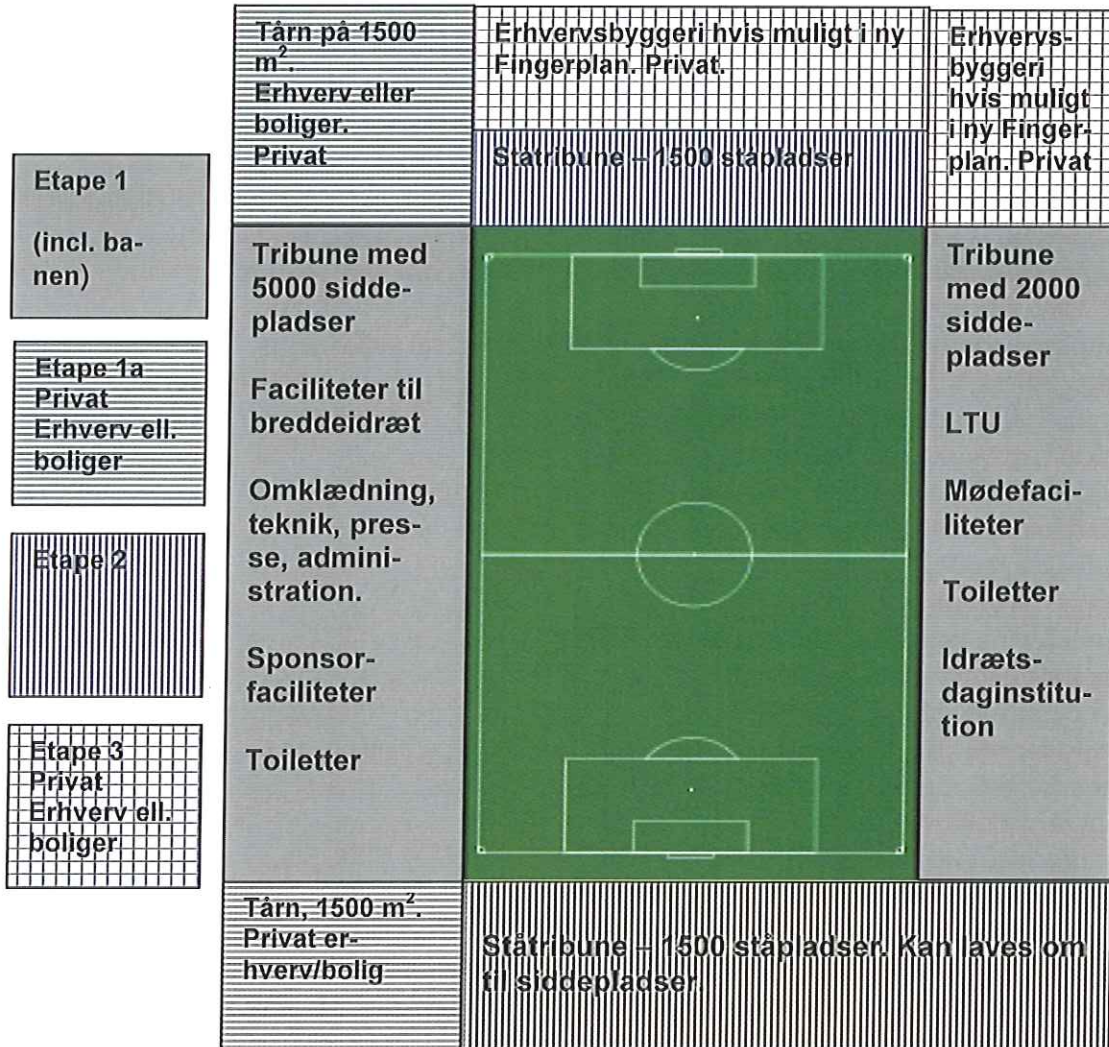 Etape 1
(incl. ba-
nen)
Etape 1a
Privat
Erhverv ell.
boliger
Etape 2
Etape 3
Privat
Erhverv ell.
boliger
Tårn på 1500
m².
Erhverv eller
boliger.
Privat
Erhvervsbyggeri hvis muligt i ny
Fingerplan. Privat.
Ståtribune – 1500 ståpladser
Erhvervs-
byggeri
hvis muligt
i ny Finger-
plan. Privat
Tribune med
5000 sidde-
pladser
Faciliteter til
breddeidræt
Omklædning,
teknik, pres-
se, admini-
stration.
Sponsor-
faciliteter
Toiletter
Tribune
med 2000
sidde-
pladser
LTU
Mødefaci-
liteter
Toiletter
Idræts-
daginstitu-
tion
Tårn, 1500 m².
Privat er-
hverv/bolig
Ståtribune – 1500 ståpladser. Kan laves om
til siddepladser.